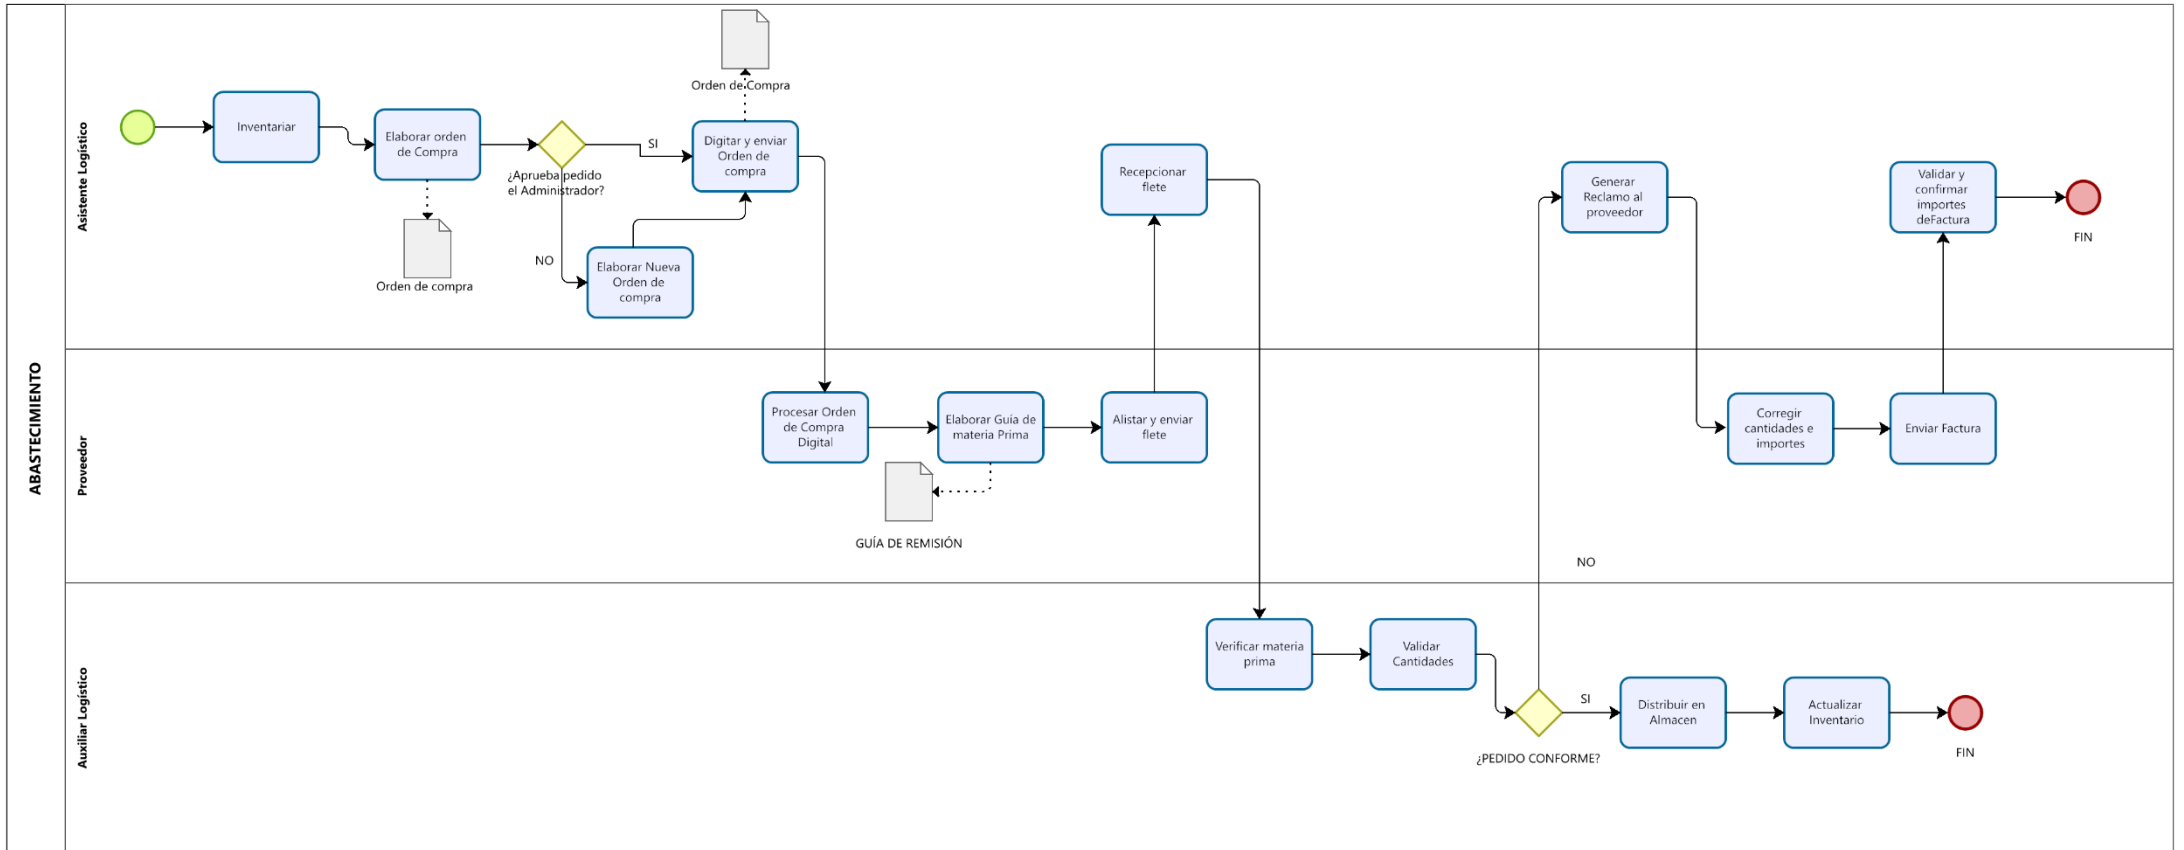 ABASTECIMIENTO
Asistente Logístico
Inventariar
Elaborar orden
de Compra
Orden de compra
¿Aprueba pedido
el Administrador?
SI
NO
Elaborar Nueva
Orden de
compra
Orden de Compra
Digitar y enviar
Orden de
compra
Recepcionar
flete
Generar
Reclamo al
proveedor
Validar y
confirmar
importes
deFactura
FIN
Proveedor
Procesar Orden
de Compra
Digital
Elaborar Guía de
materia Prima
GUÍA DE REMISIÓN
Alistar y enviar
flete
Corregir
cantidades e
importes
Enviar Factura
NO
Auxiliar Logístico
Verificar materia
prima
Validar
Cantidades
¿PEDIDO CONFORME?
SI
Distribuir en
Almacen
Actualizar
Inventario
FIN